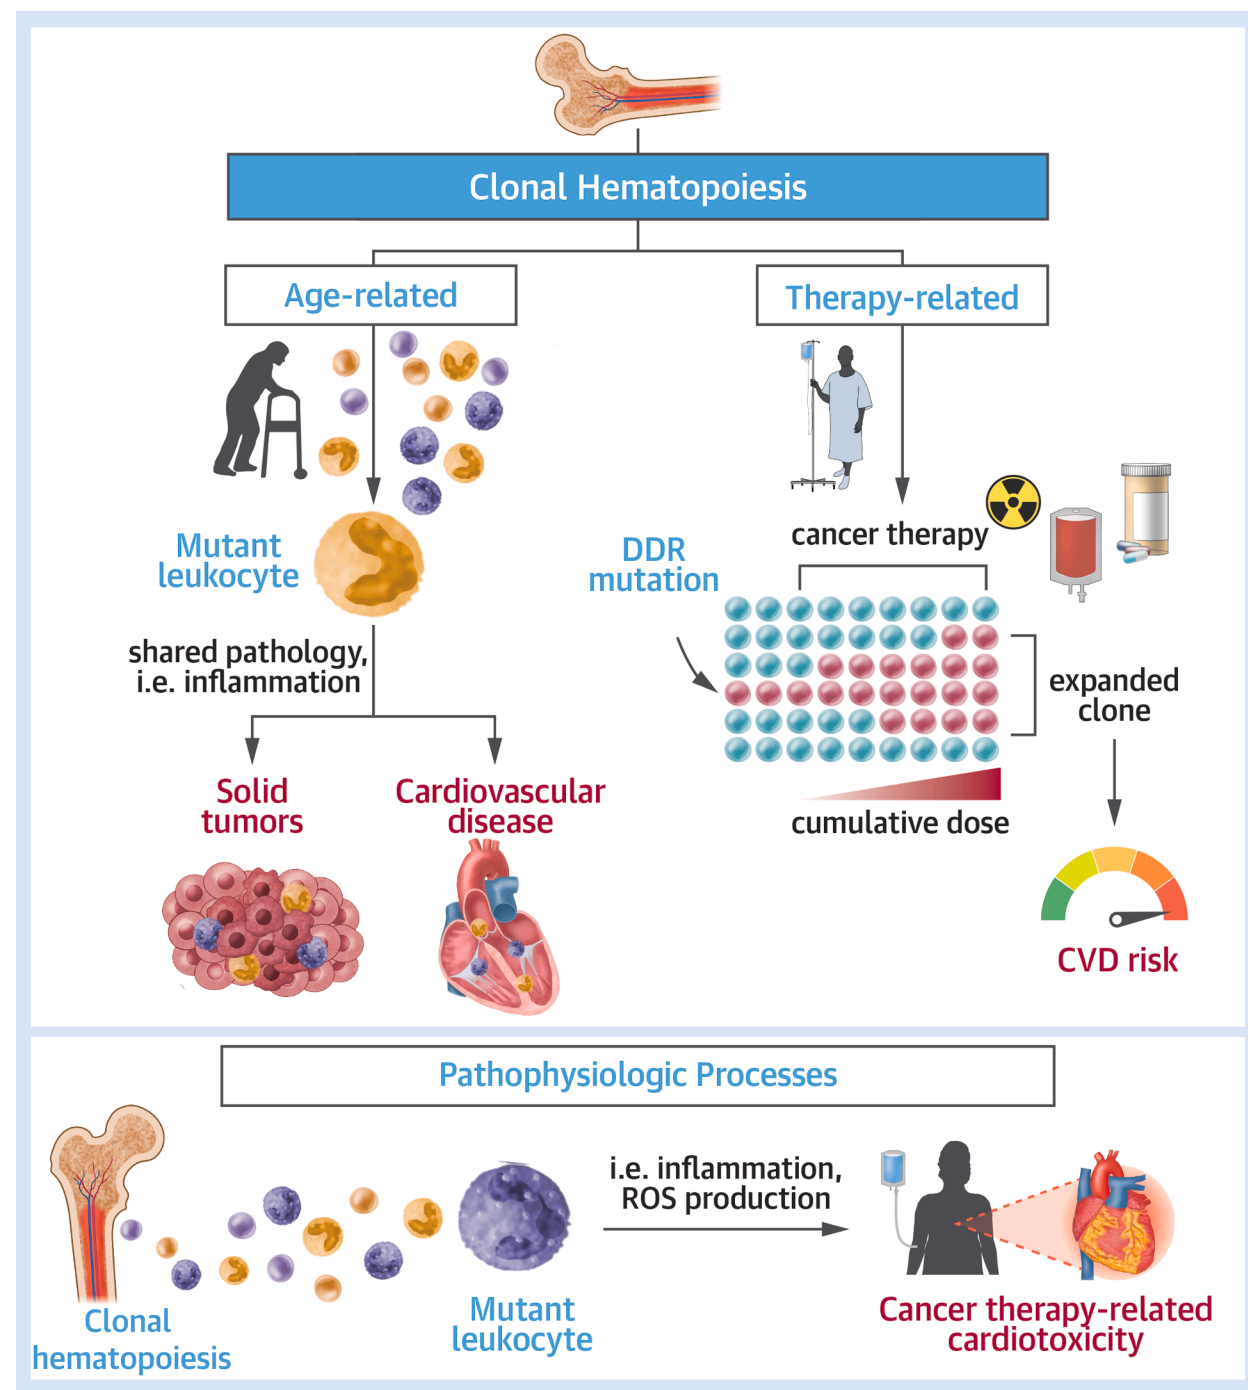 Clonal Hematopoiesis
Age-related
Therapy-related
Mutant
leukocyte
shared pathology,
i.e. inflammation
Solid
tumors
Cardiovascular
disease
cancer therapy
DDR
mutation
expanded
clone
cumulative dose
CVD risk
Pathophysiologic Processes
Clonal
hematopoiesis
Mutant
leukocyte
i.e. inflammation,
ROS production
Cancer therapy-related
cardiotoxicity